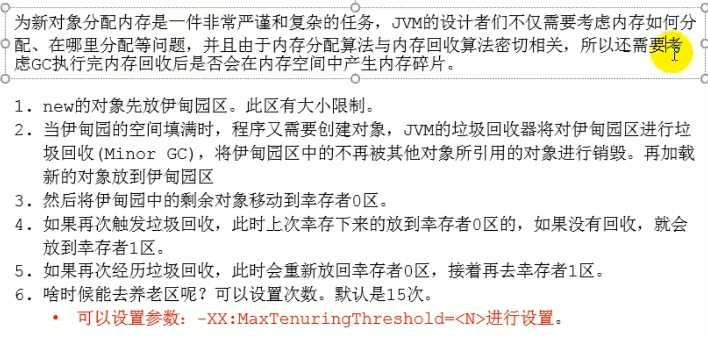 为新对象分配内存是一件非常严谨和复杂的任务，JVM的设计者们不仅需要考虑内存如何分
配、在哪里分配等问题，并且由于内存分配算法与内存回收算法密切相关，所以还需要考
虑GC执行完内存回收后是否会在内存空间中产生内存碎片。
1. new的对象先放伊甸园区。此区有大小限制。
2. 当伊甸园的空间填满时，程序又需要创建对象，JVM的垃圾回收器将对伊甸园区进行垃
圾回收(Minor GC)，将伊甸园区中的不再被其他对象所引用的对象进行销毁。再加载
新的对象放到伊甸园区
3. 然后将伊甸园中的剩余对象移动到幸存者0区。
4. 如果再次触发垃圾回收，此时上次幸存下来的放到幸存者0区的，如果没有回收，就会
放到幸存者1区。
5. 如果再次经历垃圾回收，此时会重新放回幸存者0区，接着再去幸存者1区。
6. 啥时候能去养老区呢？可以设置次数。默认是15次。
• 可以设置参数：-XX:MaxTenuringThreshold=<N>进行设置。